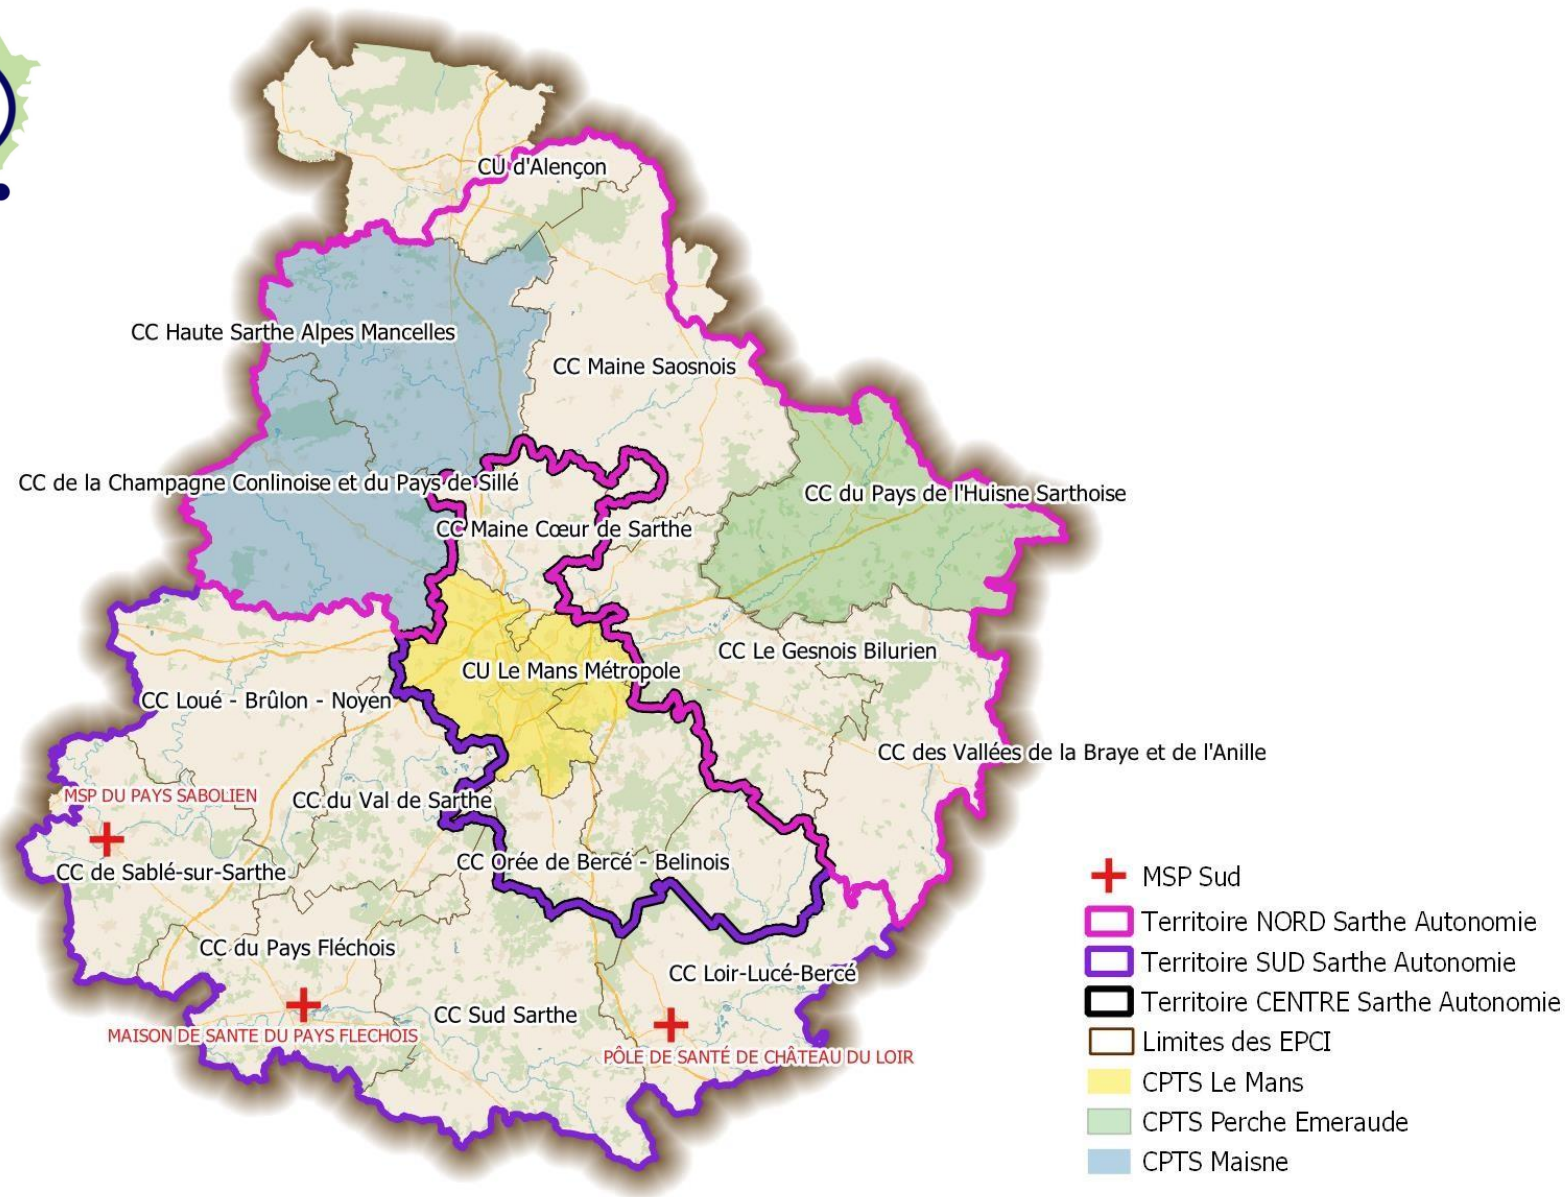 CU d'Alençon
CC Haute Sarthe Alpes Mancelles
CC Maine Saosnois
CC de la Champagne Conlinoise et du Pays de Sillé
CC du Pays de l'Huisne Sarthoise
CC Maine Cœur de Sarthe
CC Le Gesnois Bilurien
CU Le Mans Métropole
CC Loué - Brûlon - Noyen
CC des Vallées de la Braye et de l'Anille
MSP DU PAYS SABOLIEN
CC du Val de Sarthe
CC Orée de Bercé - Belinois
CC de Sablé-sur-Sarthe
CC du Pays Fléchois
CC Loir-Lucé-Bercé
CC Sud Sarthe
MAISON DE SANTE DU PAYS FLECHOIS
PÔLE DE SANTÉ DE CHÂTEAU DU LOIR
MSP Sud
Territoire NORD Sarthe Autonomie
Territoire SUD Sarthe Autonomie
Territoire CENTRE Sarthe Autonomie
Limites des EPCI
CPTS Le Mans
CPTS Perche Emeraude
CPTS Maisne